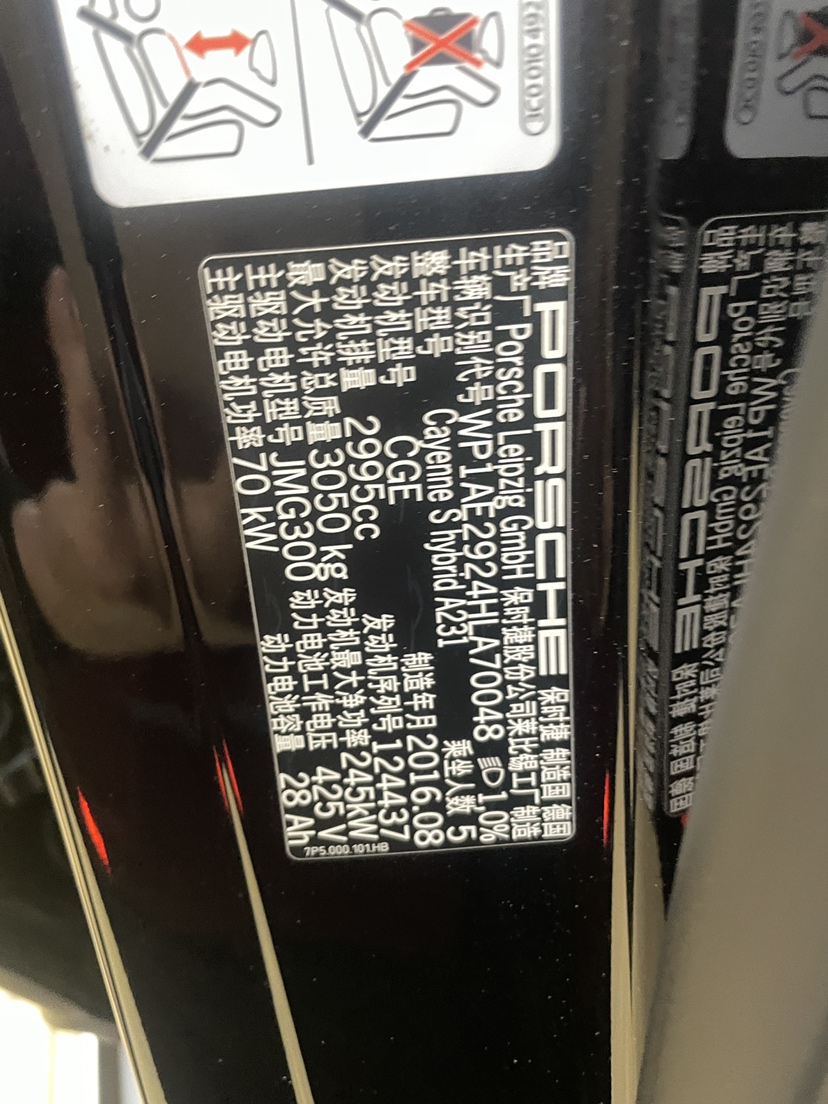 3C0 010 492
品牌 PORSCHE 保时捷 制造国 德国
生产厂 Porsche Leipzig GmbH 保时捷股份公司莱比锡工厂 制造
车辆识别代号 WP1AE2924HLA70048 1.0%
整车型号 Cayenne S hybrid A231 乘坐人数 5
发动机型号 CGE 制造年月 2016.08
发动机排量 2995cc 发动机序列号 124437
最大允许总质量 3050 kg 发动机最大净功率 245kW
主驱动电机型号 JMG300 动力电池工作电压 425 V
主驱动电机功率 70 kW 动力电池容量 28 Ah
7P5.000.101.HB